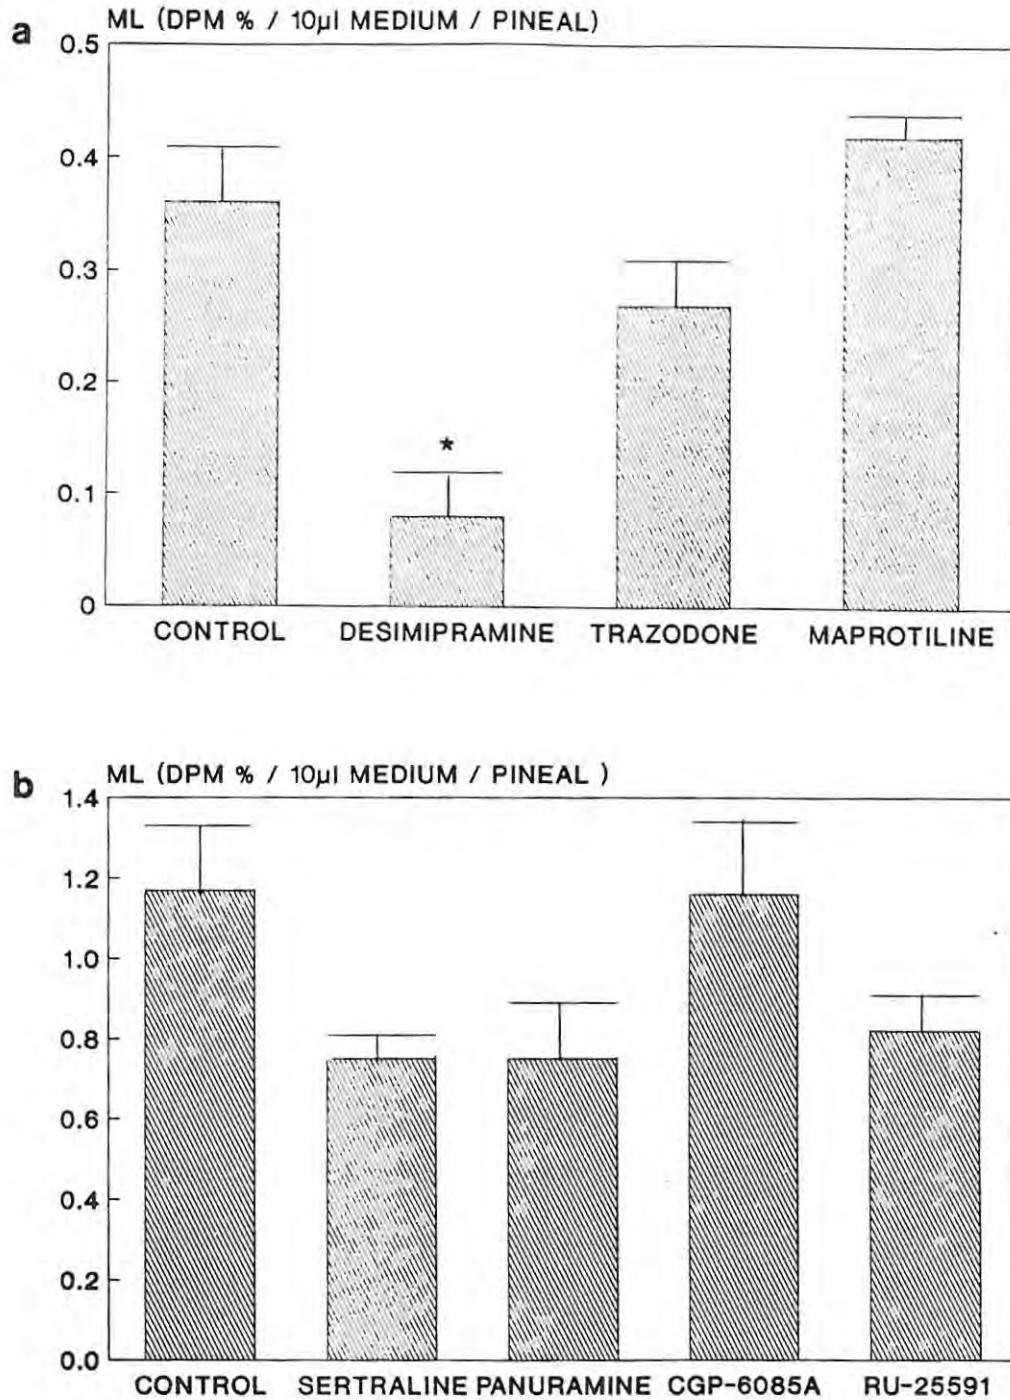 a
ML (DPM % / 10µl MEDIUM / PINEAL)
0.5
0.4
0.3
0.2
0.1
0
*
CONTROL DESIMIPRAMINE TRAZODONE MAPROTILINE
b
ML (DPM % / 10µl MEDIUM / PINEAL )
1.4
1.2
1.0
0.8
0.6
0.4
0.2
0.0
CONTROL SERTRALINE PANURAMINE CGP-6085A RU-25591